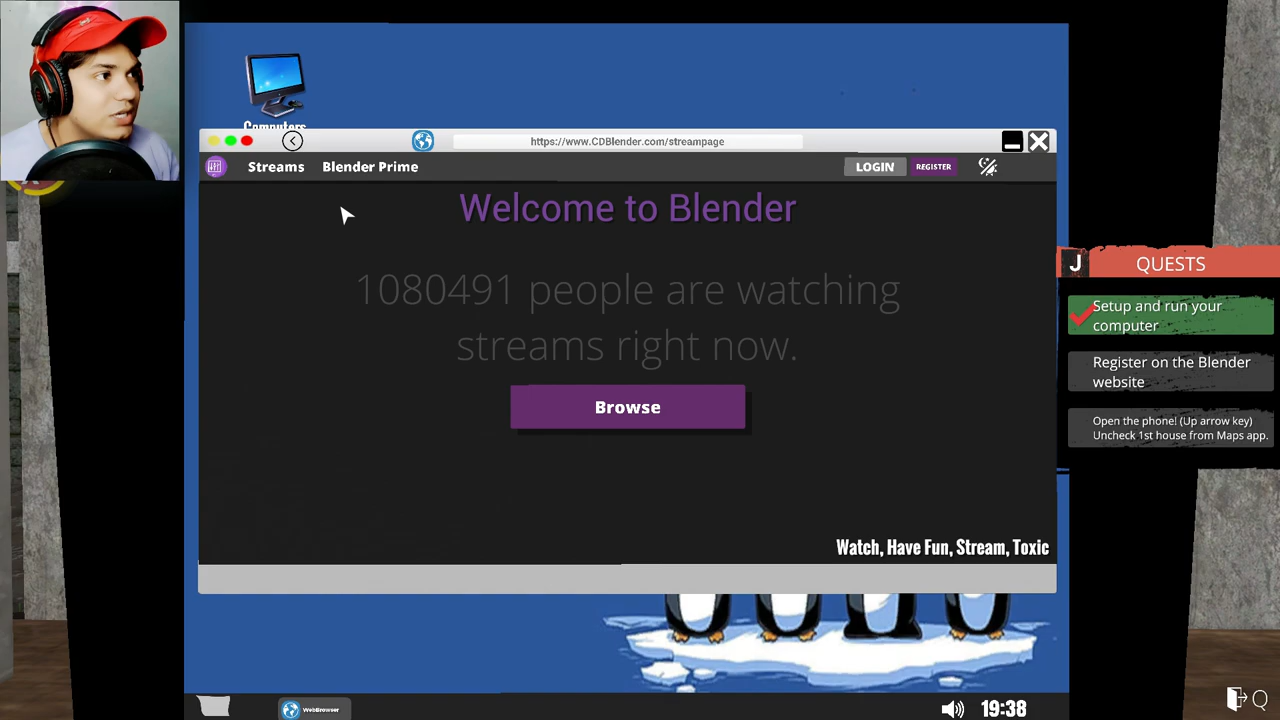 Computers
https://www.CDBlender.com/streampage
Streams
Blender Prime
LOGIN
REGISTER
Welcome to Blender
1080491 people are watching
streams right now.
Browse
Watch, Have Fun, Stream, Toxic
J
QUESTS
Setup and run your
computer
Register on the Blender
website
Open the phone! (Up arrow key)
Uncheck 1st house from Maps app.
WebBrowser
19:38
Q